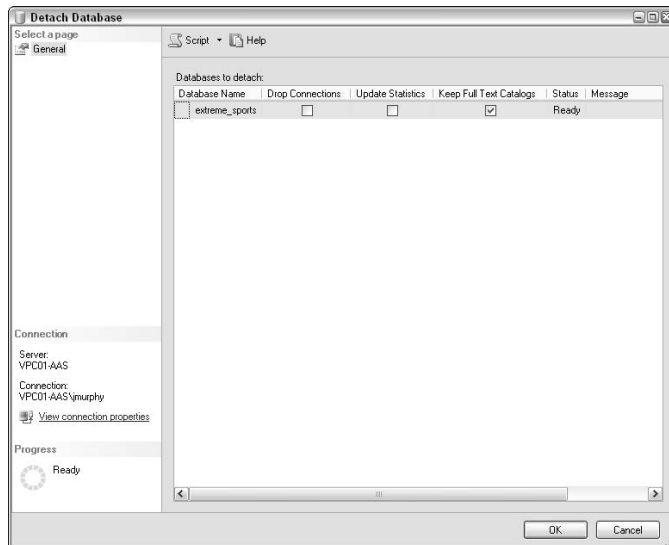 Detach Database
Select a page
General
Script
Help
Databases to detach:
Database Name Drop Connections Update Statistics Keep Full Text Catalogs Status Message
extreme_sports Ready
Connection
Server:
VPC01-AAS
Connection:
VPC01-AAS\jmurphy
View connection properties
Progress
Ready
OK
Cancel